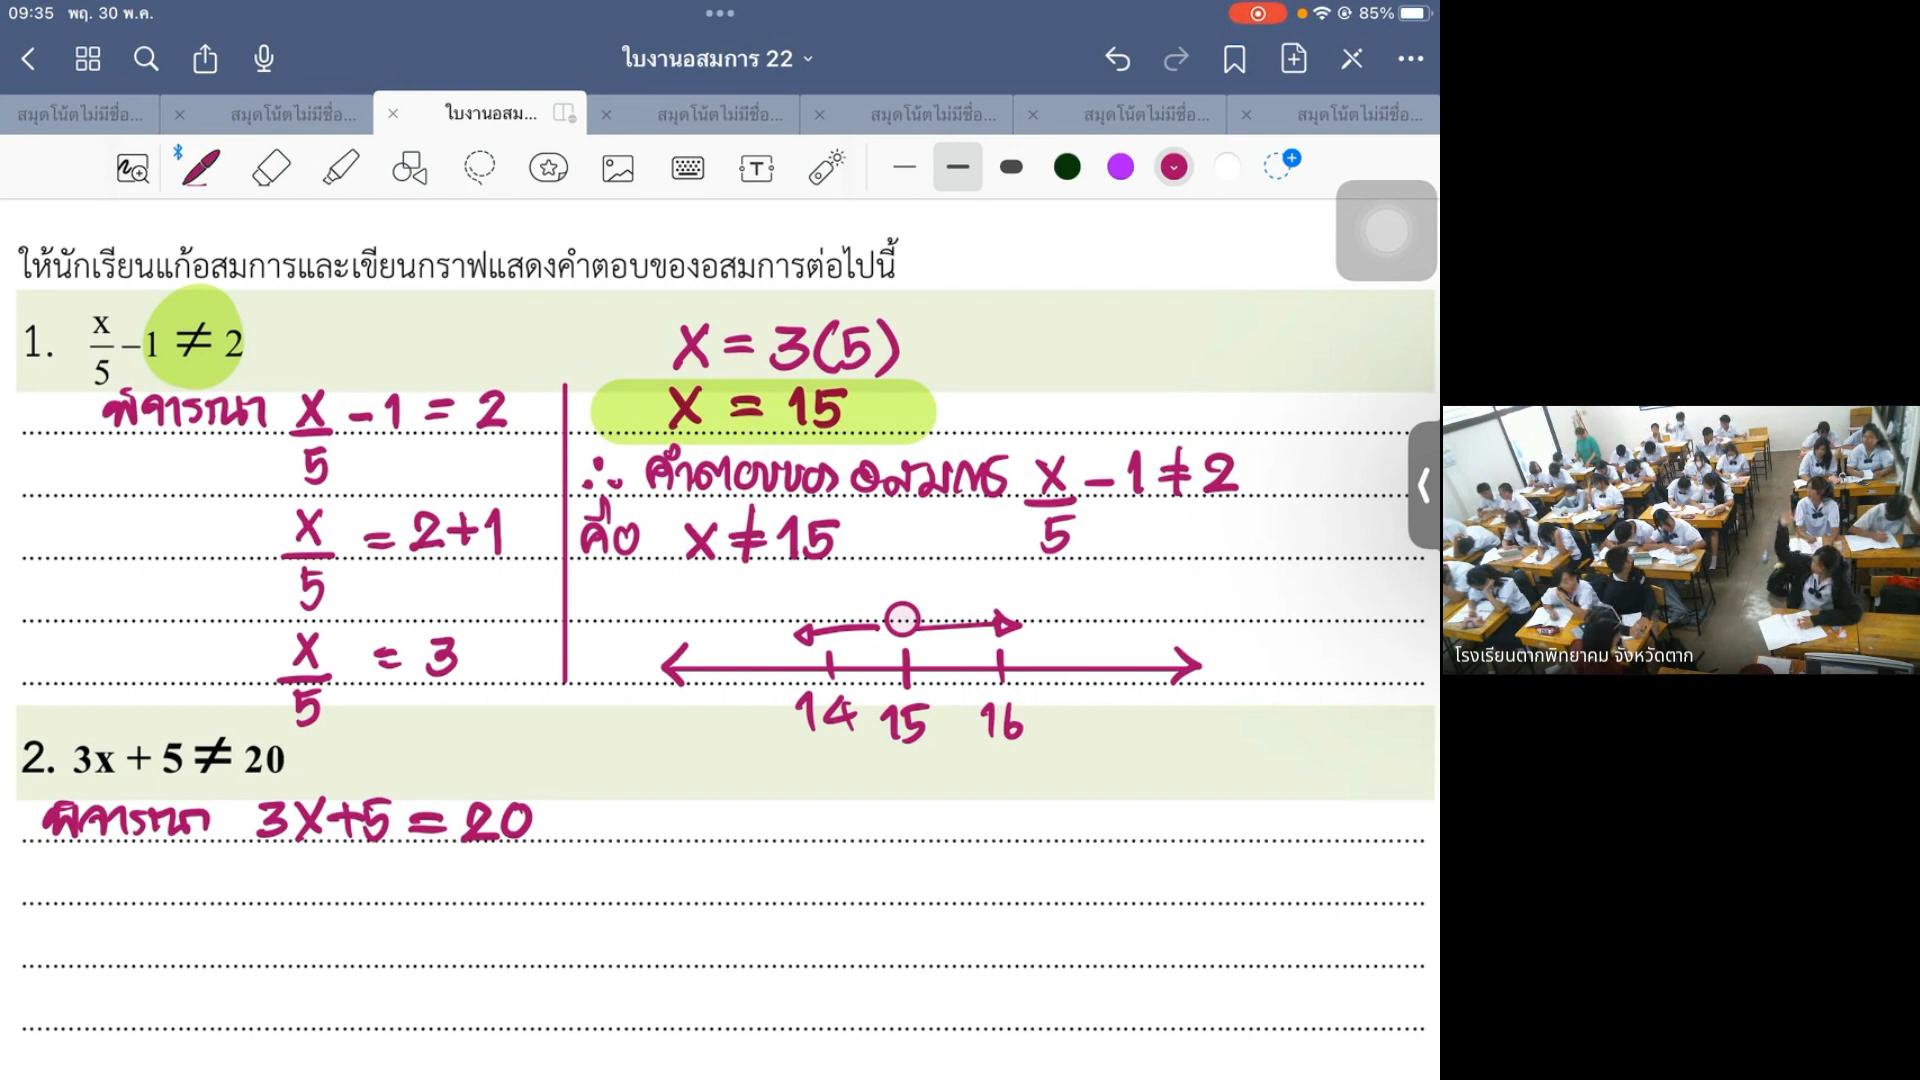 09:35 พฤ. 30 พ.ค.
85%
ใบงานอสมการ 22
สมุดโน้ตไม่มีชื่อ... สมุดโน้ตไม่มีชื่อ... ใบงานอสม... สมุดโน้ตไม่มีชื่อ... สมุดโน้ตไม่มีชื่อ... สมุดโน้ตไม่มีชื่อ... สมุดโน้ตไม่มีชื่อ...
ให้นักเรียนแก้อสมการและเขียนกราฟแสดงคำตอบของอสมการต่อไปนี้
1. x/5 – 1 ≠ 2
พิจารณา x/5 - 1 = 2
x/5 = 2+1
x/5 = 3
x = 3(5)
x = 15
∴ คำตอบของอสมการ x/5 - 1 ≠ 2
คือ x ≠ 15
14 15 16
2. 3x + 5 ≠ 20
พิจารณา 3x+5 = 20
โรงเรียนตากพิทยาคม จังหวัดตาก